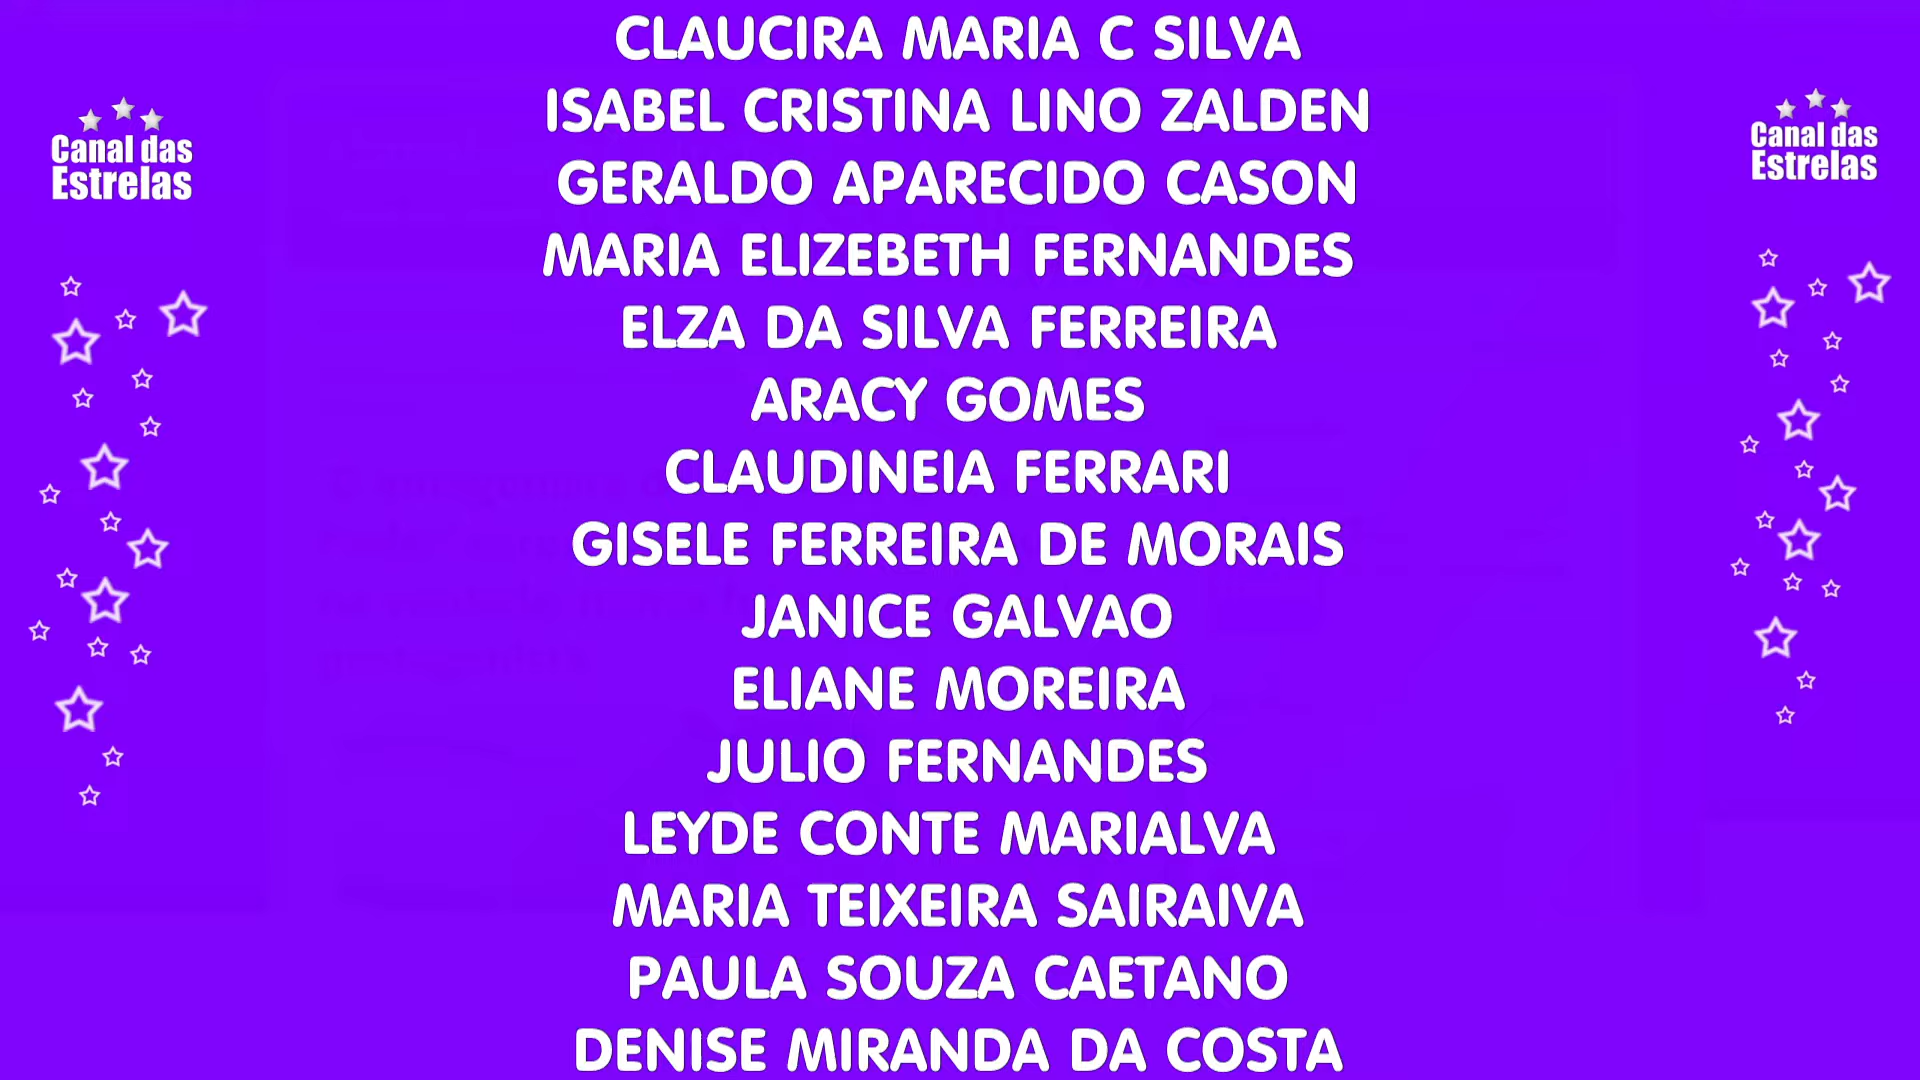 CLAUCIRA MARIA C SILVA
ISABEL CRISTINA LINO ZALDEN
GERALDO APARECIDO CASON
MARIA ELIZEBETH FERNANDES
ELZA DA SILVA FERREIRA
ARACY GOMES
CLAUDINEIA FERRARI
GISELE FERREIRA DE MORAIS
JANICE GALVAO
ELIANE MOREIRA
JULIO FERNANDES
LEYDE CONTE MARIALVA
MARIA TEIXEIRA SAIRAIVA
PAULA SOUZA CAETANO
DENISE MIRANDA DA COSTA
Canal das
Estrelas
Canal das
Estrelas